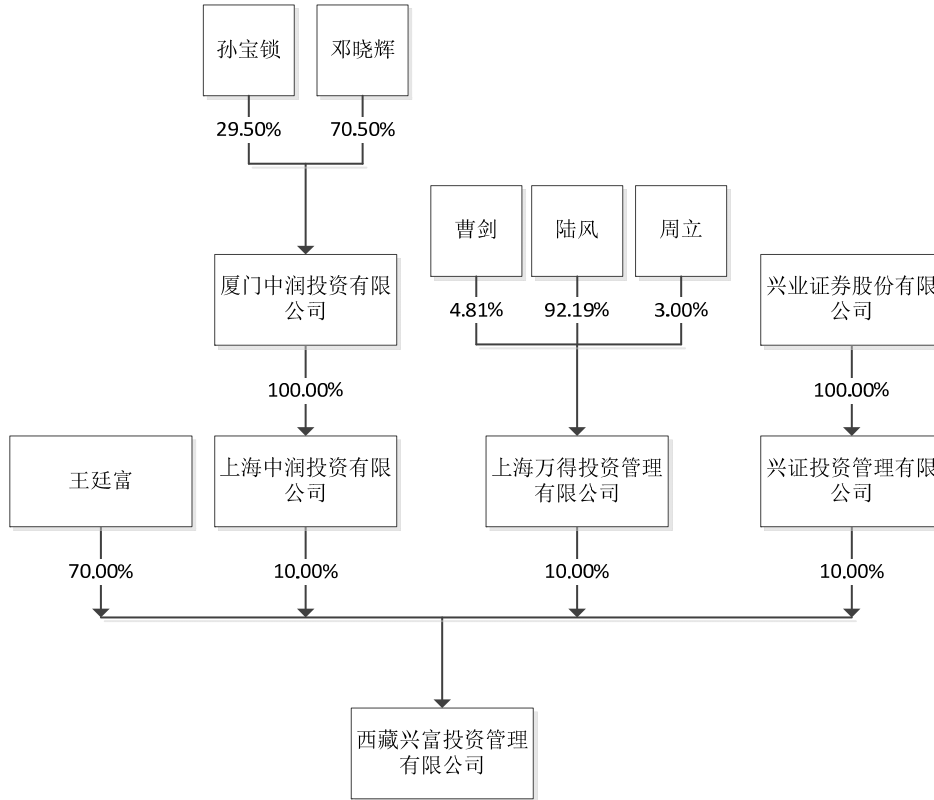 孙宝锁
邓晓辉
29.50%
70.50%
曹剑
陆风
周立
厦门中润投资有限
公司
兴业证券股份有限
公司
4.81%
92.19%
3.00%
100.00%
100.00%
王廷富
上海中润投资有限
公司
上海万得投资管理
有限公司
兴证投资管理有限
公司
70.00%
10.00%
10.00%
10.00%
西藏兴富投资管理
有限公司